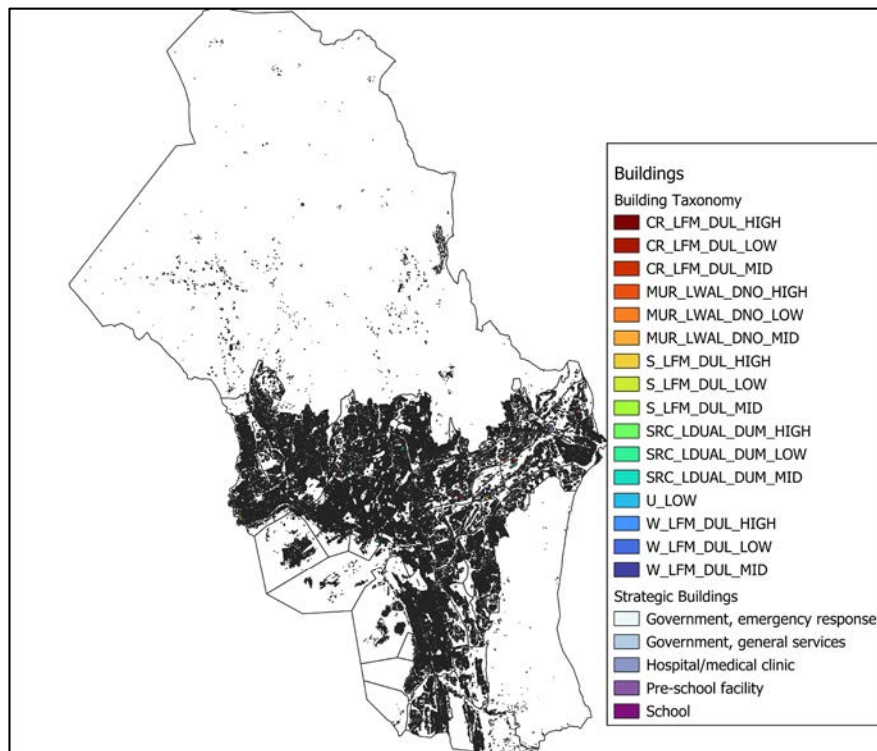 Buildings
Building Taxonomy
CR_LFM_DUL_HIGH
CR_LFM_DUL_LOW
CR_LFM_DUL_MID
MUR_LWAL_DNO_HIGH
MUR_LWAL_DNO_LOW
MUR_LWAL_DNO_MID
S_LFM_DUL_HIGH
S_LFM_DUL_LOW
S_LFM_DUL_MID
SRC_LDUAL_DUM_HIGH
SRC_LDUAL_DUM_LOW
SRC_LDUAL_DUM_MID
U_LOW
W_LFM_DUL_HIGH
W_LFM_DUL_LOW
W_LFM_DUL_MID
Strategic Buildings
Government, emergency response
Government, general services
Hospital/medical clinic
Pre-school facility
School